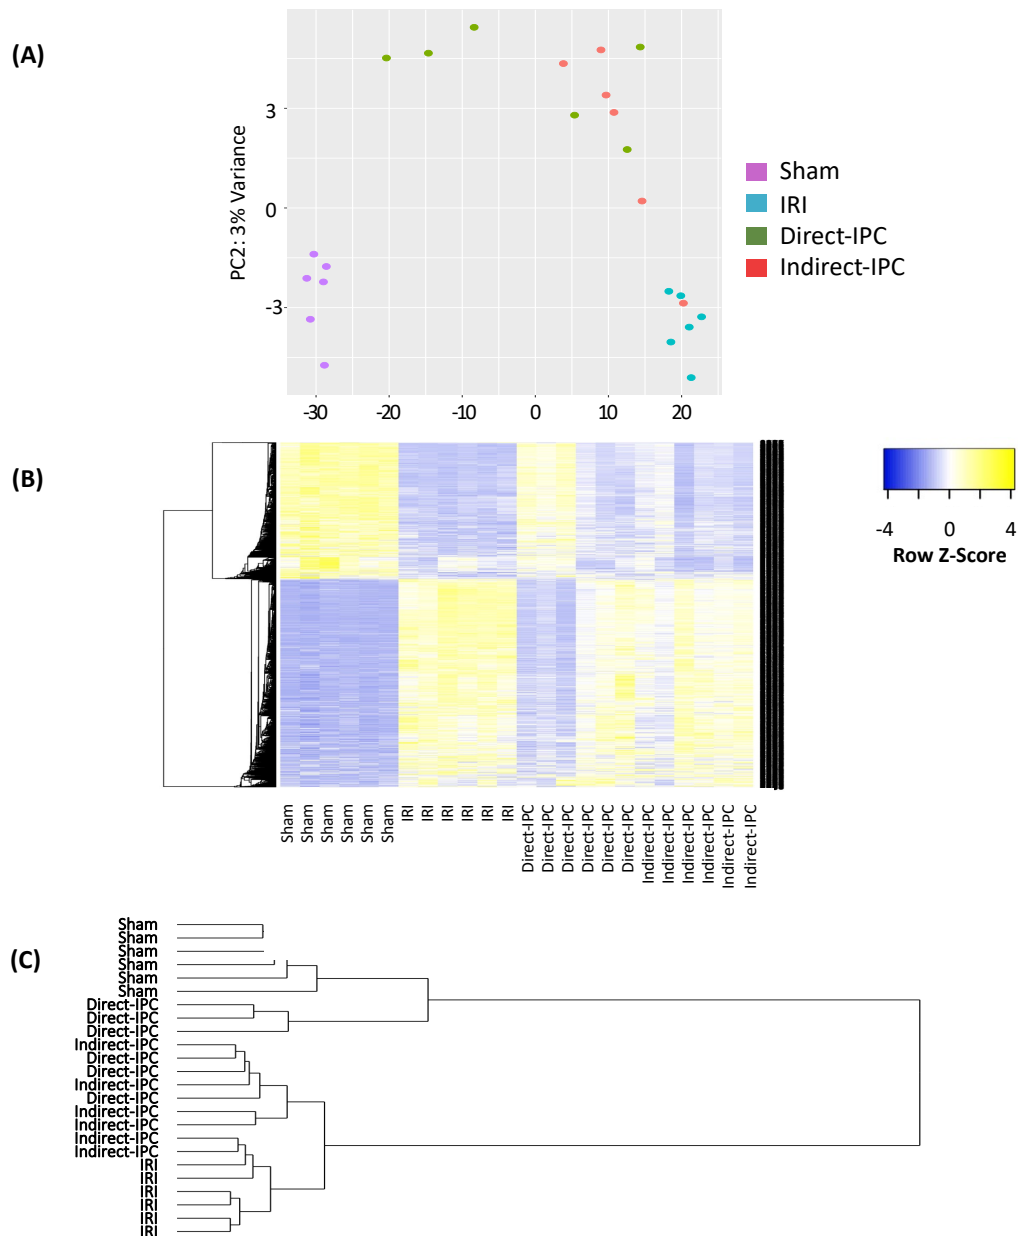 (A)
PC2: 3% Variance
3
0
-3
-30 -20 -10 0 10 20
Sham
IRI
Direct-IPC
Indirect-IPC
(B)
-4 0 4
Row Z-Score
Sham
Sham
Sham
Sham
Sham
Sham
IRI
IRI
IRI
IRI
IRI
IRI
Direct-IPC
Direct-IPC
Direct-IPC
Direct-IPC
Direct-IPC
Direct-IPC
Indirect-IPC
Indirect-IPC
Indirect-IPC
Indirect-IPC
Indirect-IPC
Indirect-IPC
(C)
Sham
Sham
Sham
Sham
Sham
Sham
Direct-IPC
Direct-IPC
Direct-IPC
Indirect-IPC
Direct-IPC
Direct-IPC
Indirect-IPC
Direct-IPC
Indirect-IPC
Indirect-IPC
Indirect-IPC
Indirect-IPC
IRI
IRI
IRI
IRI
IRI
IRI